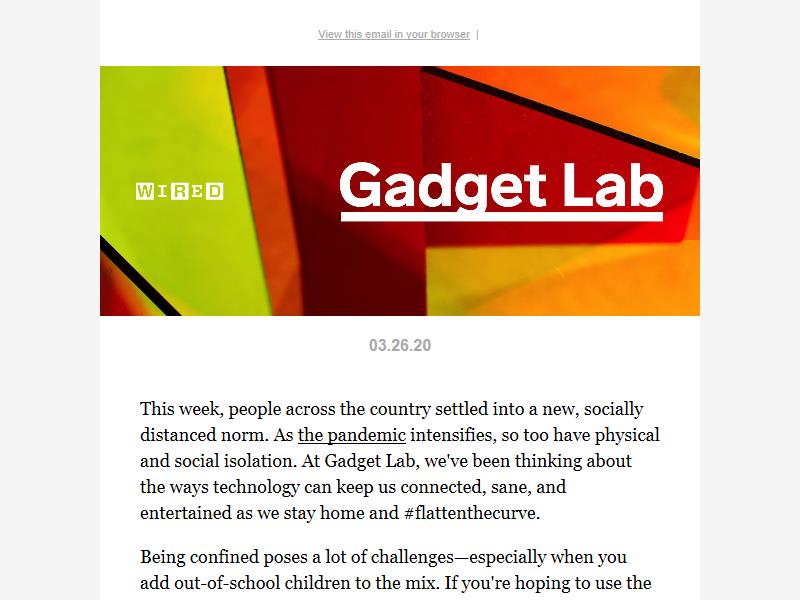 View this email in your browser |
WIRED
Gadget Lab
03.26.20
This week, people across the country settled into a new, socially
distanced norm. As the pandemic intensifies, so too have physical
and social isolation. At Gadget Lab, we've been thinking about
the ways technology can keep us connected, sane, and
entertained as we stay home and #flattenthecurve.
Being confined poses a lot of challenges—especially when you
add out-of-school children to the mix. If you're hoping to use the